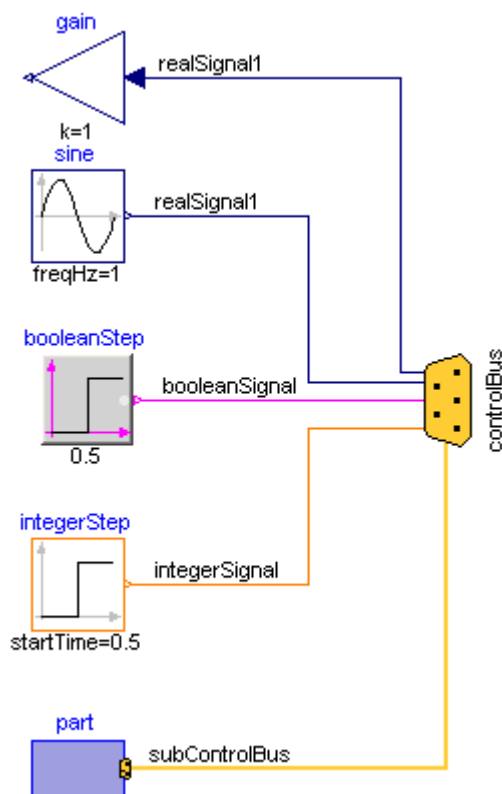 gain
realSignal1
k=1
sine
realSignal1
freqHz=1
booleanStep
booleanSignal
controlBus
0.5
integerStep
integerSignal
startTime=0.5
part
subControlBus